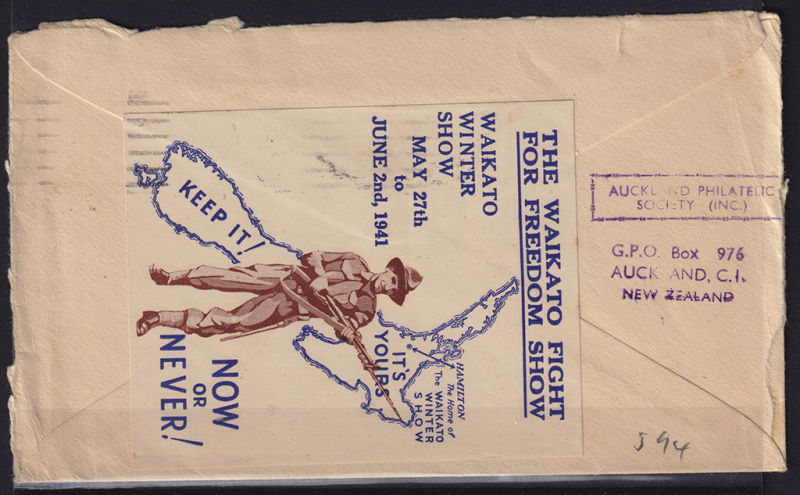 THE WAIKATO FIGHT
FOR FREEDOM SHOW
WAIKATO
WINTER
SHOW
MAY 27th
to
JUNE 2nd, 1941
KEEP IT!
HAMILTON
The Home of
The WAIKATO
WINTER
SHOW
IT'S
YOURS
NOW
OR
NEVER!
AUCKL ND PHILATELIC
SOCIETY (INC.)
G.P.O. Box 976
AUCK AND, C.1.
NEW ZEALAND
594